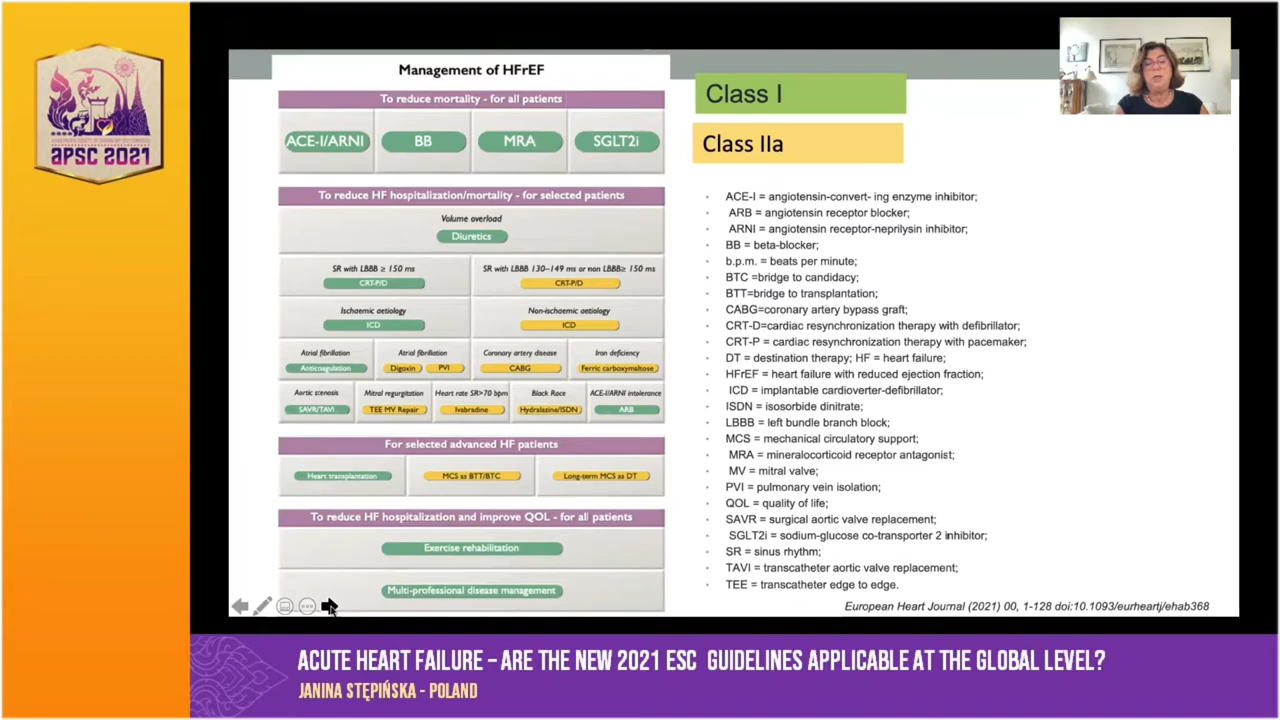 APSC 2021
Management of HFrEF
To reduce mortality - for all patients
ACE-I/ARNI
BB
MRA
SGLT2i
To reduce HF hospitalization/mortality - for selected patients
Volume overload
Diuretics
SR with LBBB ≥ 150 ms
CRT-P/D
SR with LBBB 130–149 ms or non LBBB≥ 150 ms
CRT-P/D
Ischaemic aetiology
ICD
Non-ischaemic aetiology
ICD
Atrial fibrillation
Anticoagulation
Atrial fibrillation
Digoxin
PVI
Coronary artery disease
CABG
Iron deficiency
Ferric carboxymaltose
Aortic stenosis
SAVR/TAVI
Mitral regurgitation
TEE MV Repair
Heart rate SR>70 bpm
Ivabradine
Black Race
Hydralazine/ISDN
ACE-I/ARNI intolerance
ARB
For selected advanced HF patients
Heart transplantation
MCS as BTT/BTC
Long-term MCS as DT
To reduce HF hospitalization and improve QOL - for all patients
Exercise rehabilitation
Multi-professional disease management
Class I
Class IIa
• ACE-I = angiotensin-convert- ing enzyme inhibitor;
• ARB = angiotensin receptor blocker;
• ARNI = angiotensin receptor-neprilysin inhibitor;
• BB = beta-blocker;
• b.p.m. = beats per minute;
• BTC =bridge to candidacy;
• BTT=bridge to transplantation;
• CABG=coronary artery bypass graft;
• CRT-D=cardiac resynchronization therapy with defibrillator;
• CRT-P = cardiac resynchronization therapy with pacemaker;
• DT = destination therapy; HF = heart failure;
• HFrEF = heart failure with reduced ejection fraction;
• ICD = implantable cardioverter-defibrillator;
• ISDN = isosorbide dinitrate;
• LBBB = left bundle branch block;
• MCS = mechanical circulatory support;
• MRA = mineralocorticoid receptor antagonist;
• MV = mitral valve;
• PVI = pulmonary vein isolation;
• QOL = quality of life;
• SAVR = surgical aortic valve replacement;
• SGLT2i = sodium-glucose co-transporter 2 inhibitor;
• SR = sinus rhythm;
• TAVI = transcatheter aortic valve replacement;
• TEE = transcatheter edge to edge.
European Heart Journal (2021) 00, 1-128 doi:10.1093/eurheartj/ehab368
ACUTE HEART FAILURE – ARE THE NEW 2021 ESC GUIDELINES APPLICABLE AT THE GLOBAL LEVEL?
JANINA STĘPIŃSKA - POLAND